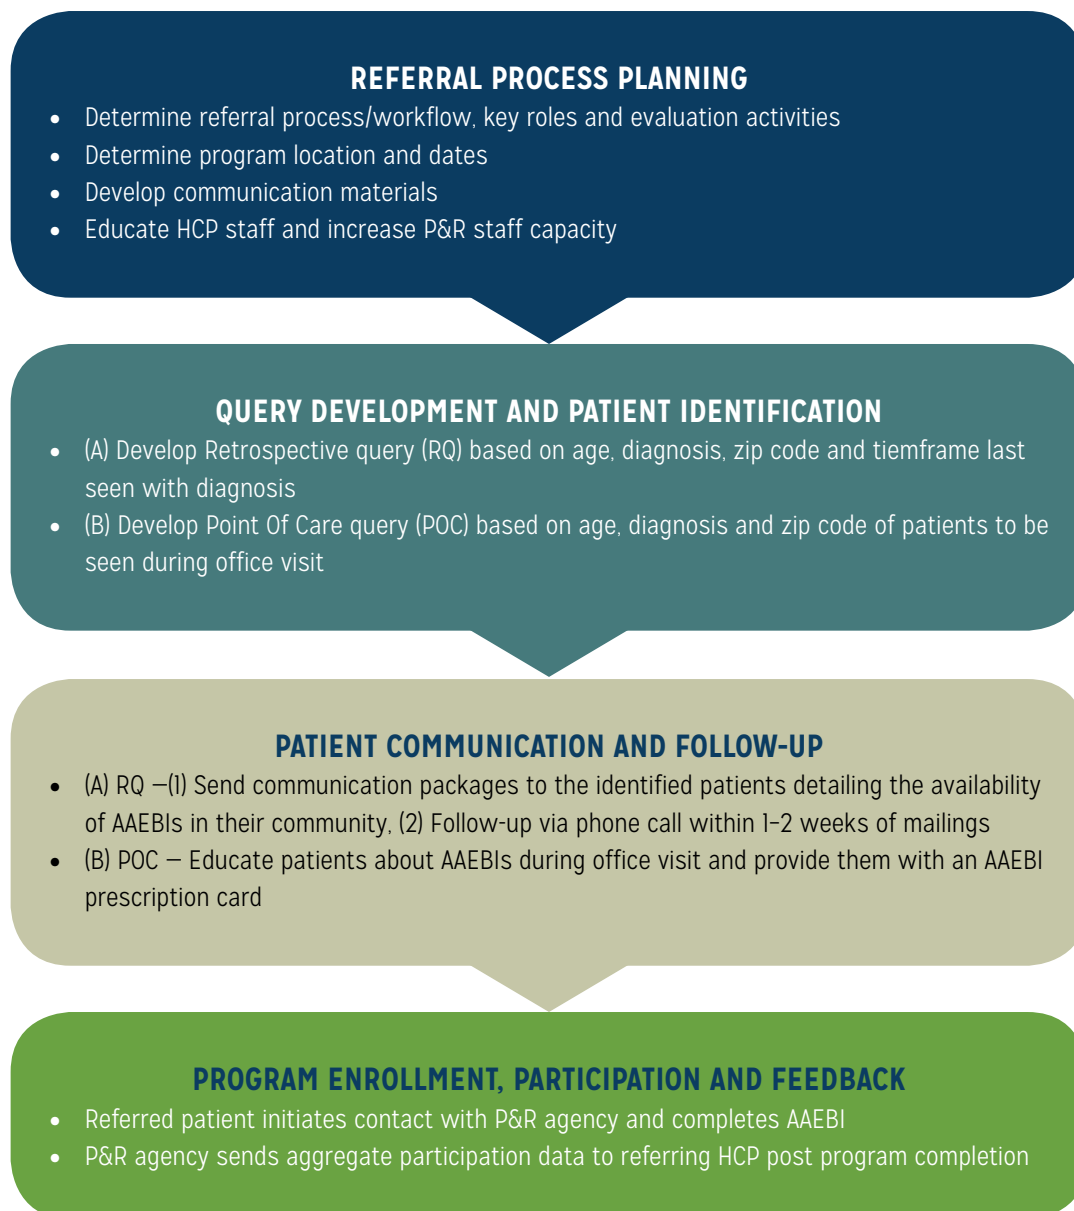 REFERRAL PROCESS PLANNING
• Determine referral process/workflow, key roles and evaluation activities
• Determine program location and dates
• Develop communication materials
• Educate HCP staff and increase P&R staff capacity
QUERY DEVELOPMENT AND PATIENT IDENTIFICATION
• (A) Develop Retrospective query (RQ) based on age, diagnosis, zip code and tiemframe last
seen with diagnosis
• (B) Develop Point Of Care query (POC) based on age, diagnosis and zip code of patients to be
seen during office visit
PATIENT COMMUNICATION AND FOLLOW-UP
• (A) RQ —(1) Send communication packages to the identified patients detailing the availability
of AAEBIs in their community, (2) Follow-up via phone call within 1–2 weeks of mailings
• (B) POC — Educate patients about AAEBIs during office visit and provide them with an AAEBI
prescription card
PROGRAM ENROLLMENT, PARTICIPATION AND FEEDBACK
• Referred patient initiates contact with P&R agency and completes AAEBI
• P&R agency sends aggregate participation data to referring HCP post program completion